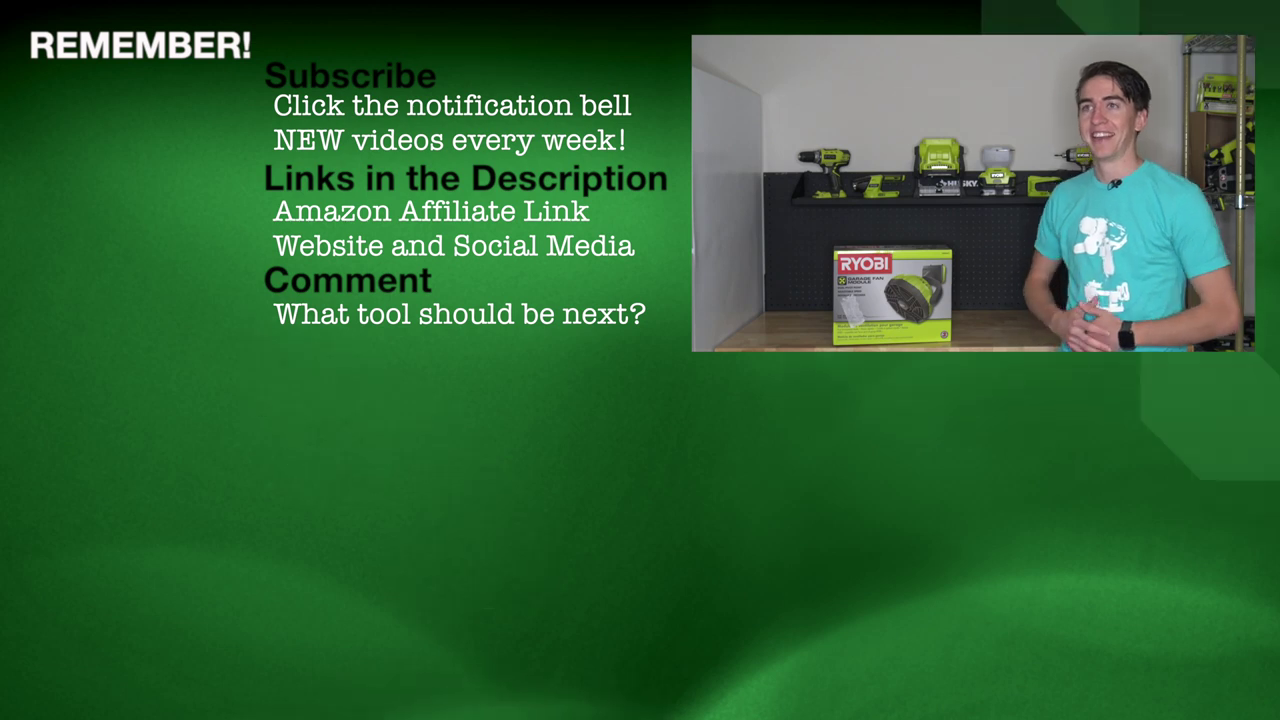 REMEMBER!
Subscribe
Click the notification bell
NEW videos every week!
Links in the Description
Amazon Affiliate Link
Website and Social Media
Comment
What tool should be next?
RYOBI
GARAGE FAN
MODULE